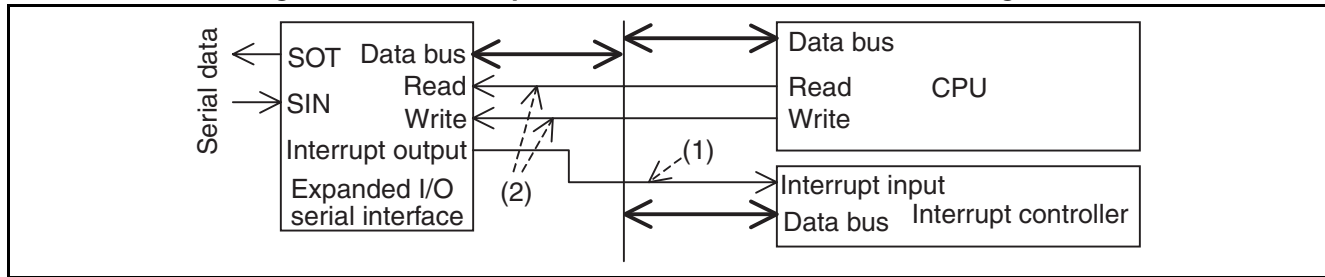 Serial data
SOT Data bus
Read
SIN
Write
Interrupt output
Expanded I/O
serial interface
(2)
(1)
Data bus
Read CPU
Write
Interrupt input
Data bus Interrupt controller